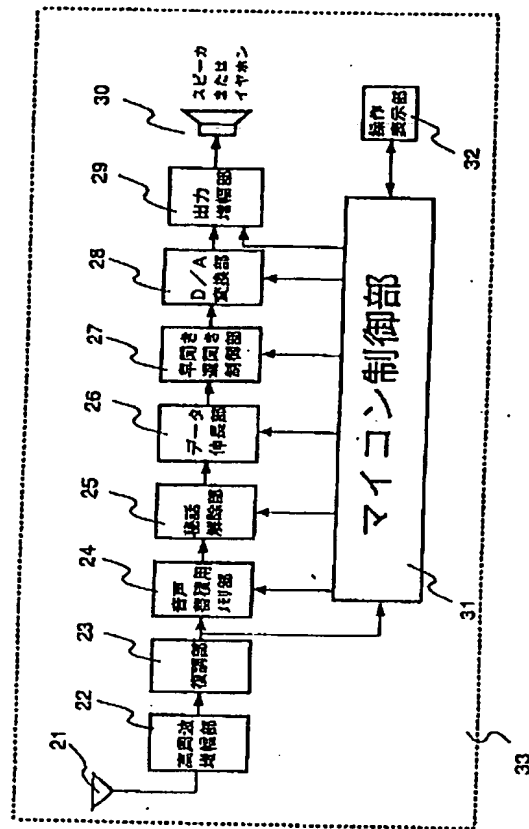 21
22
高周波
増幅部
23
復調部
24
音声
蓄積用
メモリ部
25
秘話
解除部
26
データ
伸長部
27
早聞き
遅聞き
制御部
28
D/A
変換部
29
出力
増幅部
30
スピーカ
または
イヤホン
31
マイコン制御部
32
操作
表示部
33